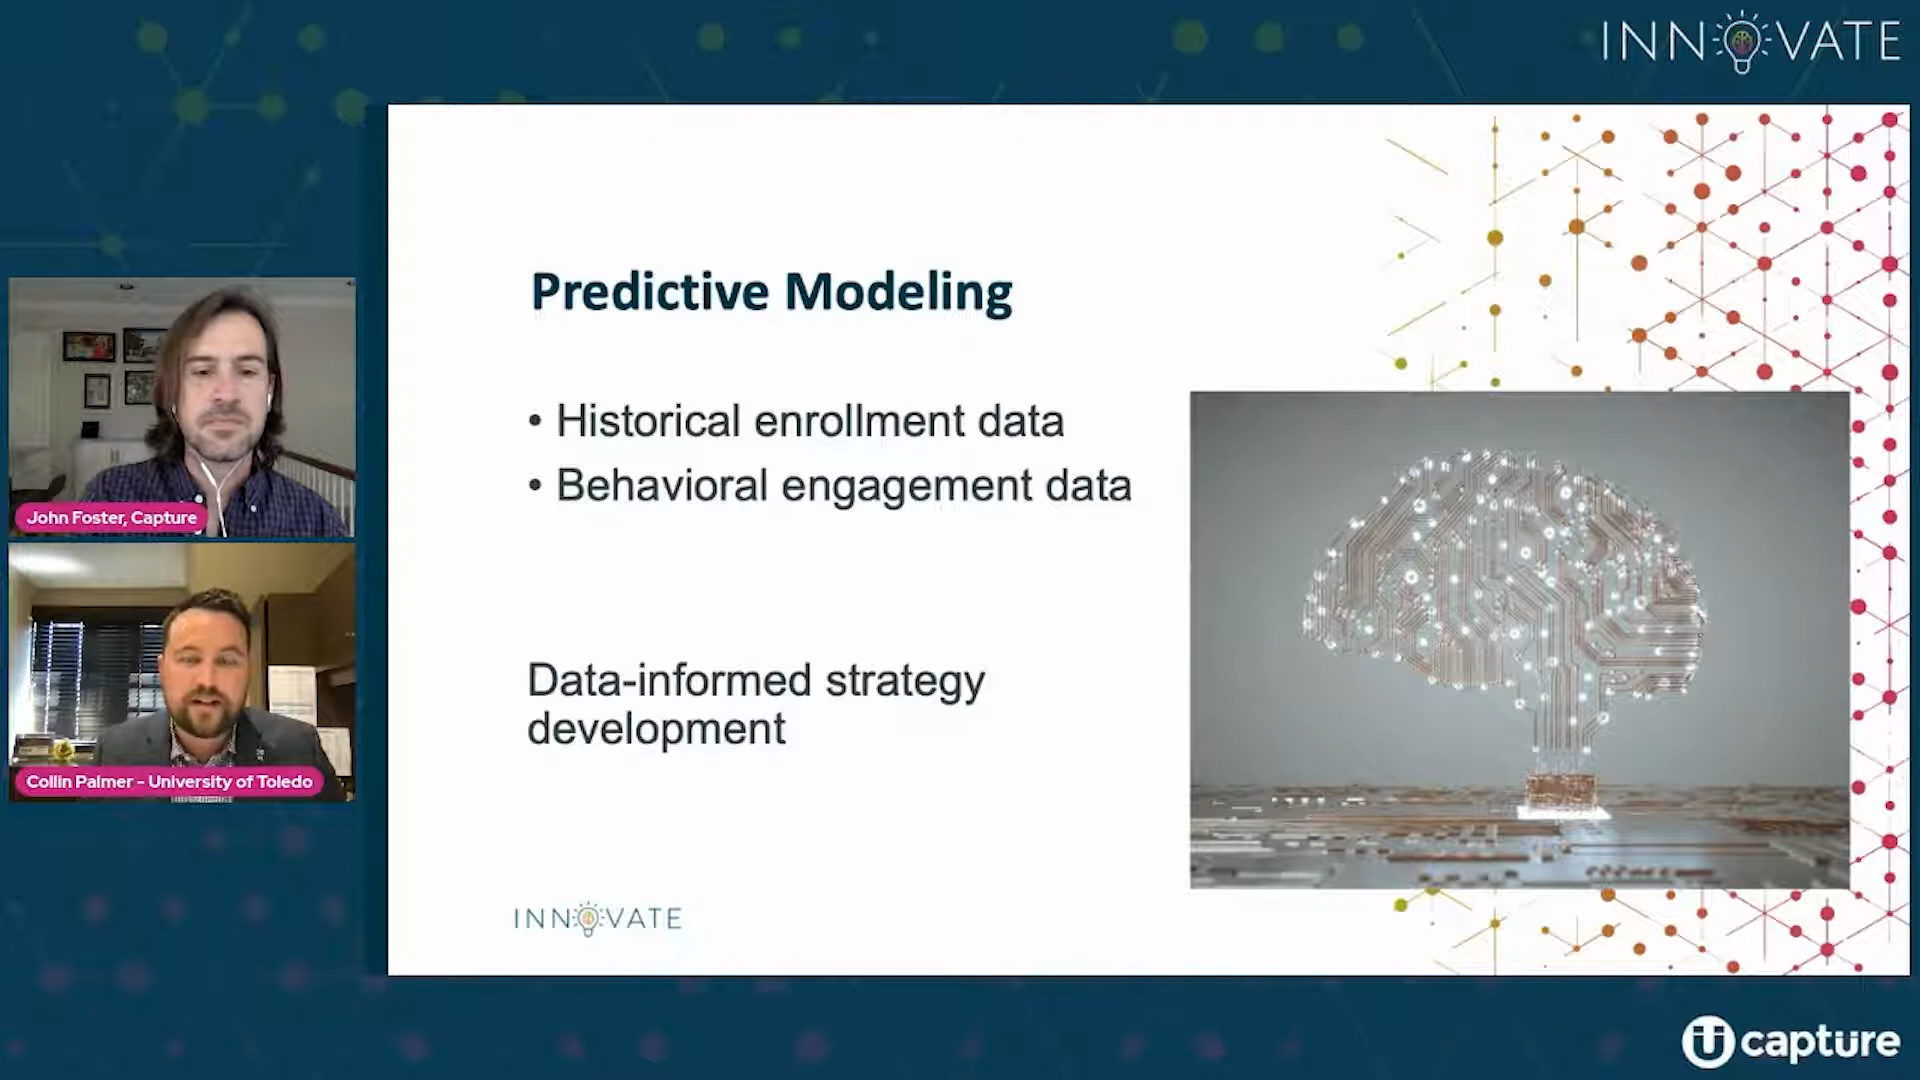 INNOVATE
Predictive Modeling
• Historical enrollment data
• Behavioral engagement data
Data-informed strategy
development
INNOVATE
John Foster, Capture
Collin Palmer - University of Toledo
capture